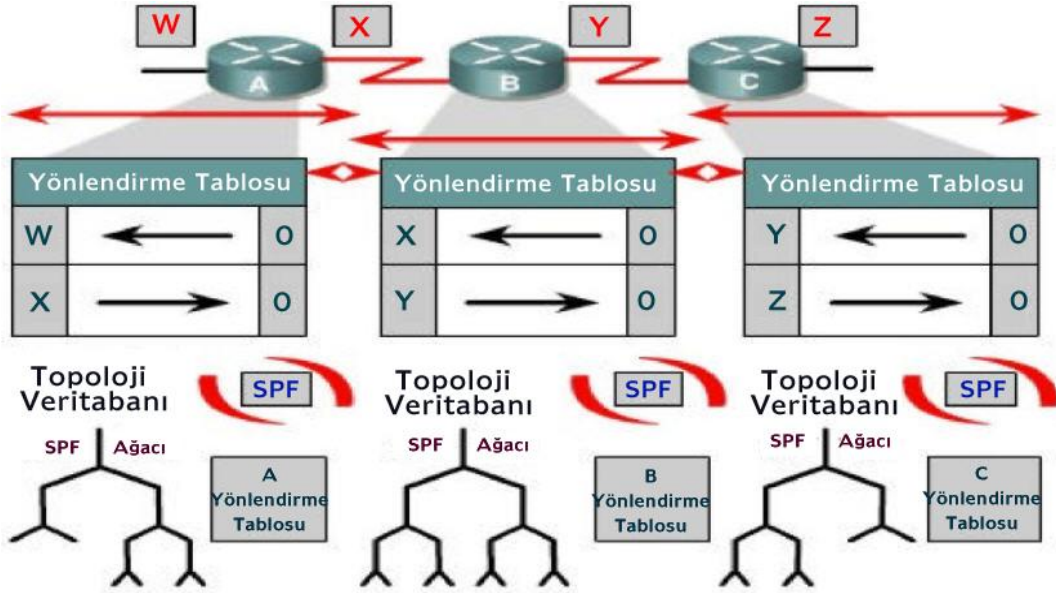 W
X
Y
Z
A
B
C
Yönlendirme Tablosu
W 0
X 0
Yönlendirme Tablosu
X 0
Y 0
Yönlendirme Tablosu
Y 0
Z 0
Topoloji
Veritabanı
SPF
SPF Ağacı
A
Yönlendirme
Tablosu
Topoloji
Veritabanı
SPF
SPF Ağacı
B
Yönlendirme
Tablosu
Topoloji
Veritabanı
SPF
SPF Ağacı
C
Yönlendirme
Tablosu